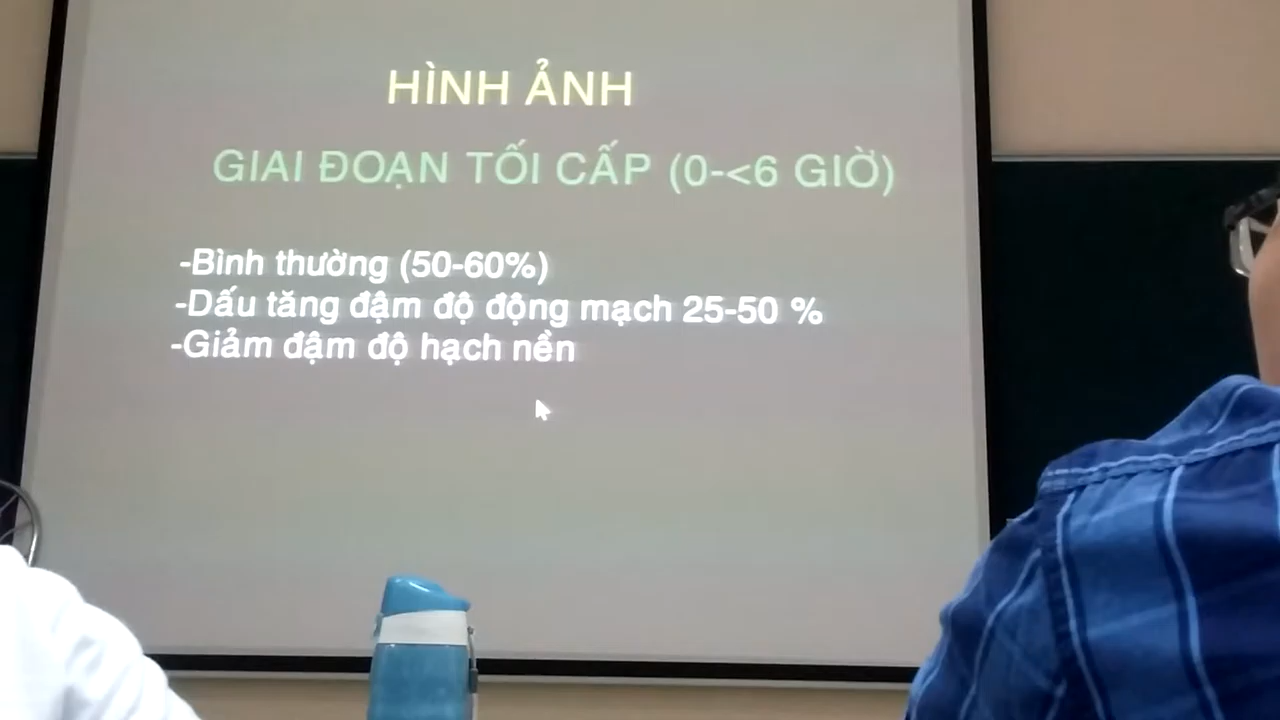 HÌNH ẢNH
GIAI ĐOẠN TỐI CẤP (0-<6 GIỜ)
-Bình thường (50-60%)
-Dấu tăng đậm độ động mạch 25-50 %
-Giảm đậm độ hạch nền